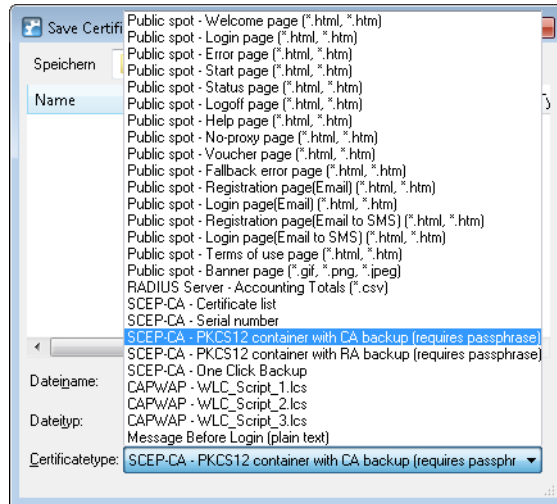 Save Certifi
Public spot - Welcome page (*.html, *.htm)
Public spot - Login page (*.html, *.htm)
Public spot - Error page (*.html, *.htm)
Public spot - Start page (*.html, *.htm)
Public spot - Status page (*.html, *.htm)
Public spot - Logoff page (*.html, *.htm)
Public spot - Help page (*.html, *.htm)
Public spot - No-proxy page (*.html, *.htm)
Public spot - Voucher page (*.html, *.htm)
Public spot - Fallback error page (*.html, *.htm)
Public spot - Registration page(Email) (*.html, *.htm)
Public spot - Login page(Email) (*.html, *.htm)
Public spot - Registration page(Email to SMS) (*.html, *.htm)
Public spot - Login page(Email to SMS) (*.html, *.htm)
Public spot - Terms of use page (*.html, *.htm)
Public spot - Banner page (*.gif, *.png, *.jpeg)
RADIUS Server - Accounting Totals (*.csv)
SCEP-CA - Certificate list
SCEP-CA - Serial number
SCEP-CA - PKCS12 container with CA backup (requires passphrase)
SCEP-CA - PKCS12 container with RA backup (requires passphrase)
SCEP-CA - One Click Backup
CAPWAP - WLC_Script_1.lcs
CAPWAP - WLC_Script_2.lcs
CAPWAP - WLC_Script_3.lcs
Message Before Login (plain text)
Speichern
Name
Dateiname:
Dateityp:
Certificatetype: SCEP-CA - PKCS12 container with CA backup (requires passphr